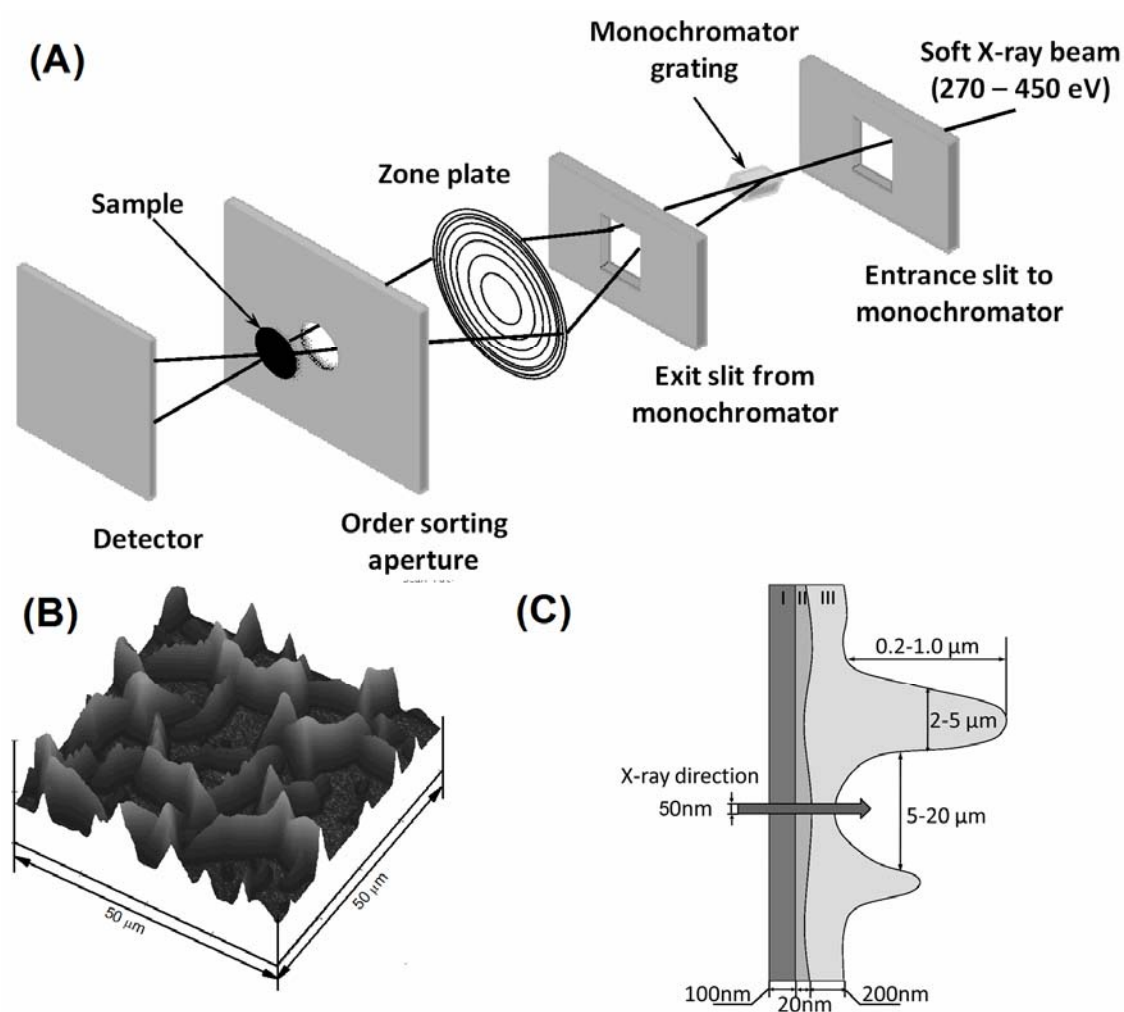 (A)
Monochromator
grating
Soft X-ray beam
(270 – 450 eV)
Zone plate
Sample
Entrance slit to
monochromator
Exit slit from
monochromator
Detector
Order sorting
aperture
(B)
50 μm
50 μm
(C)
I II III
0.2-1.0 μm
2-5 μm
X-ray direction
50nm
5-20 μm
100nm 20nm 200nm